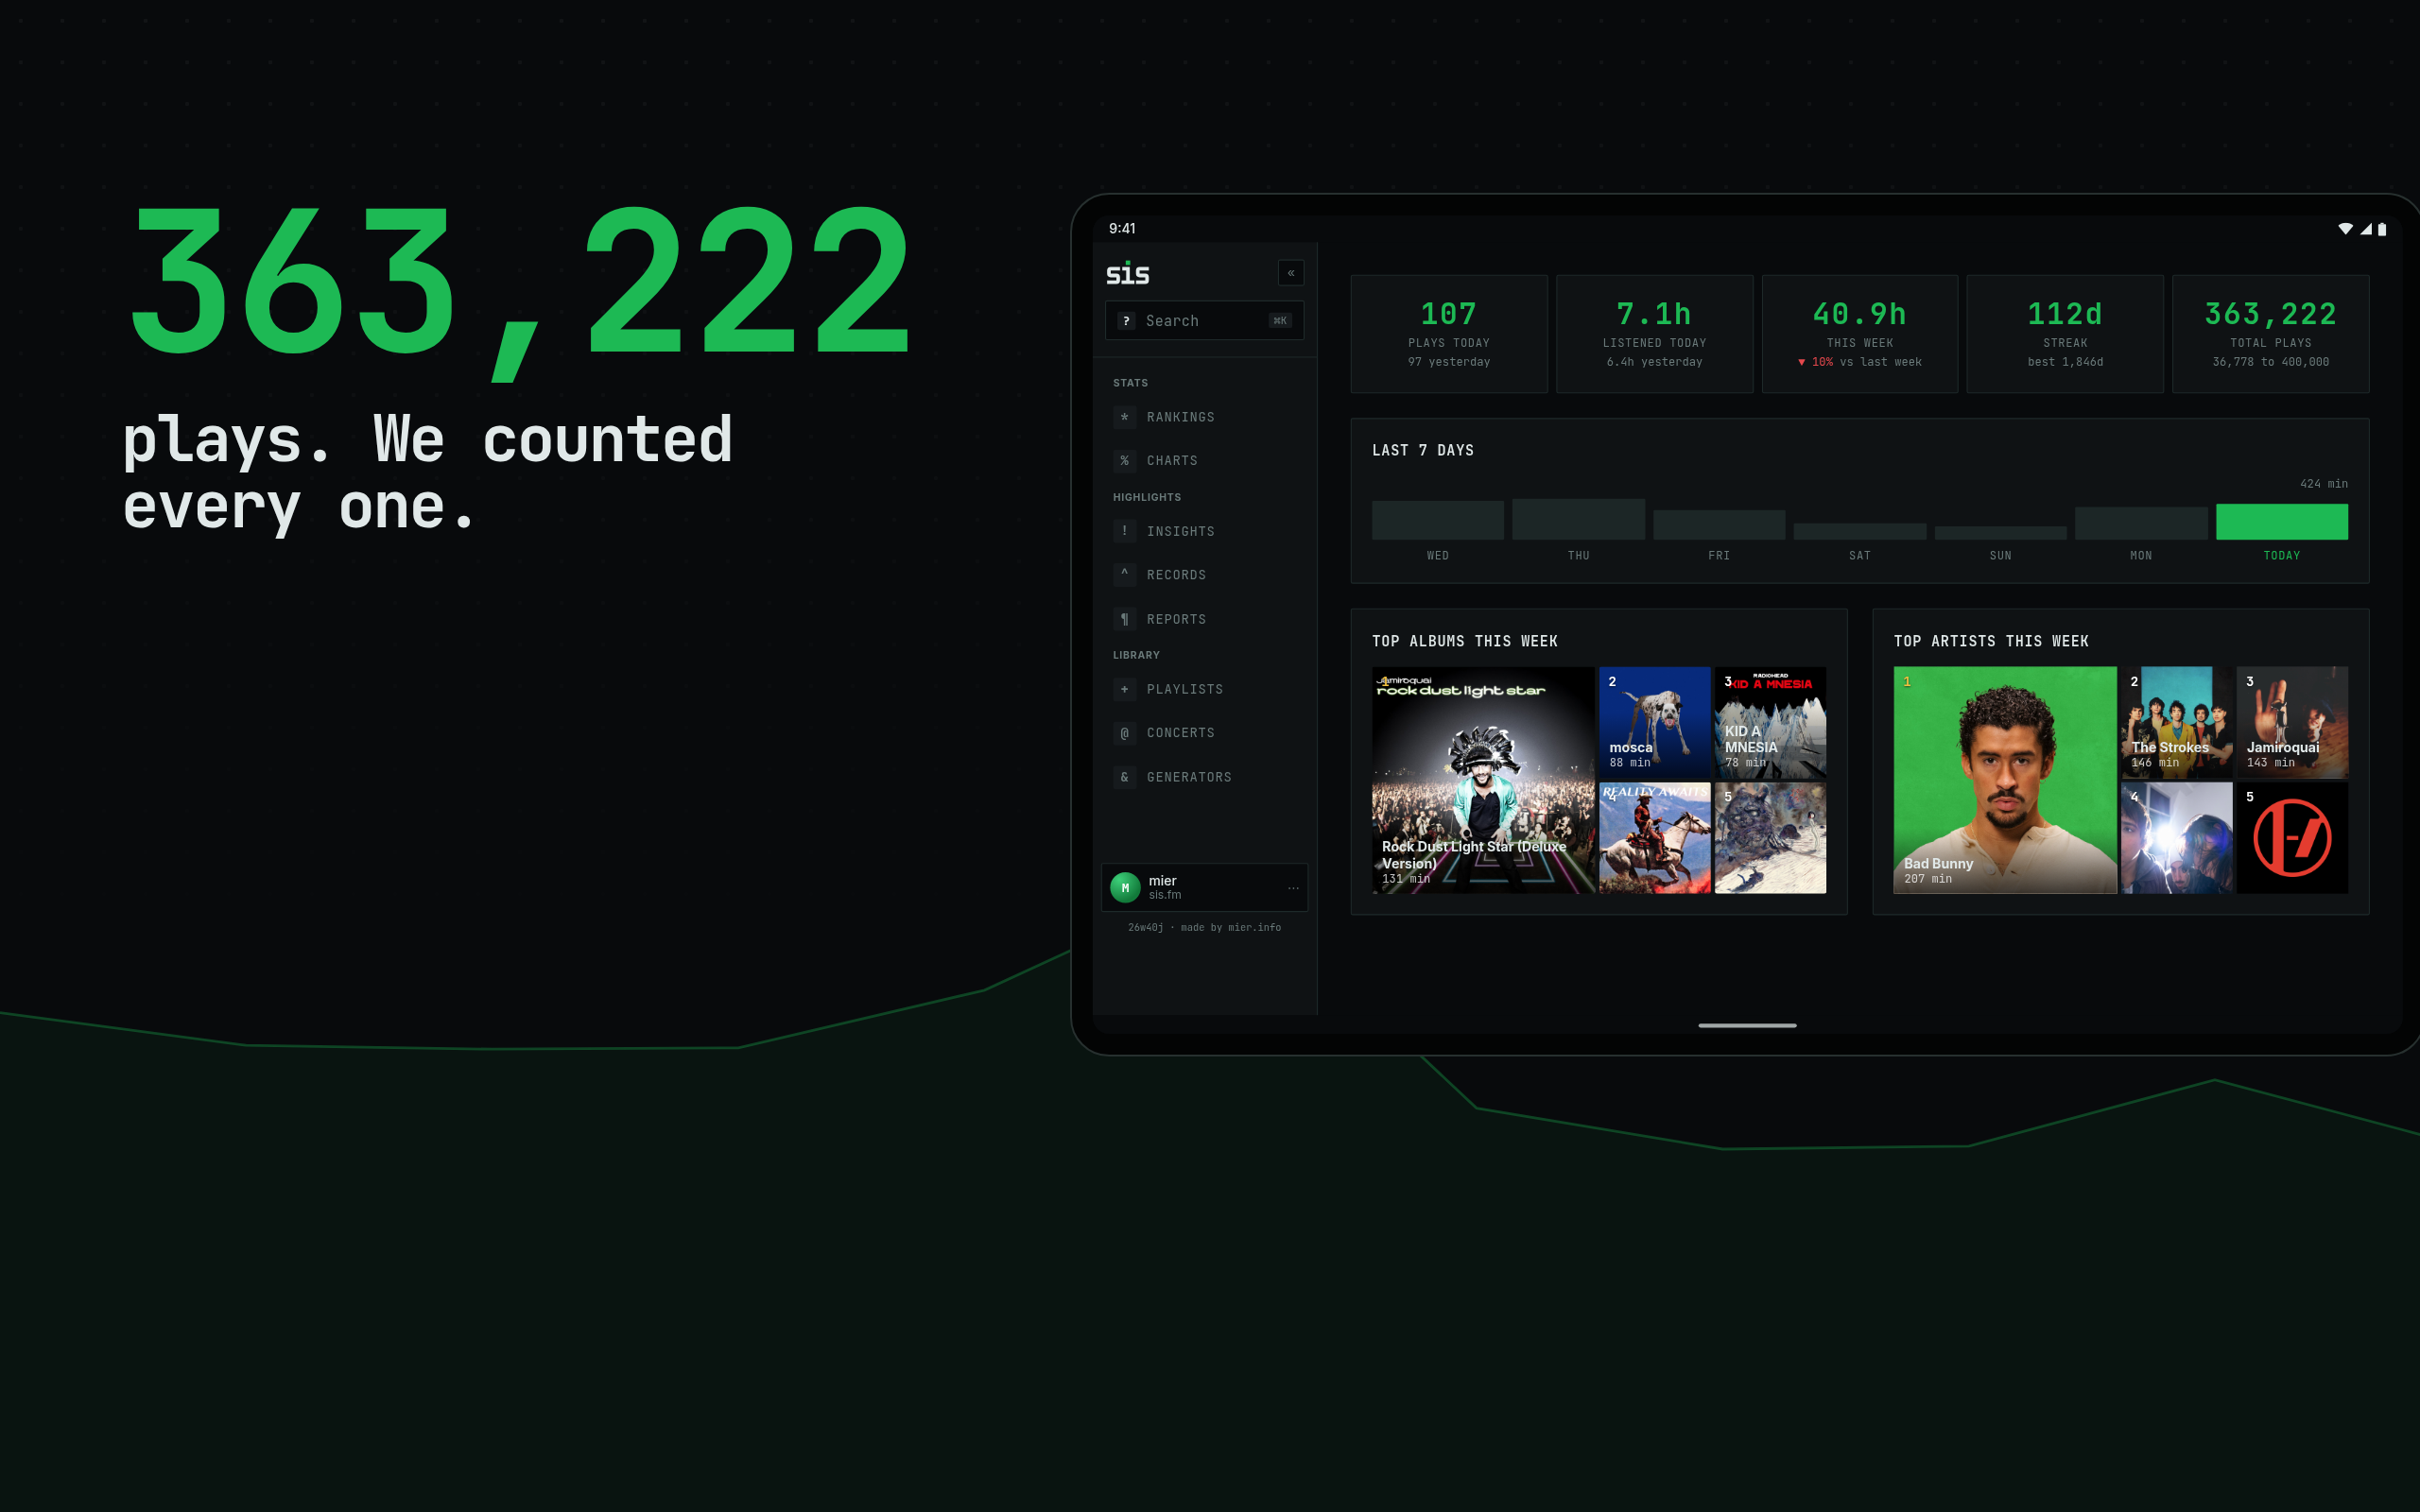 363,222
plays. We counted
every one.
9:41
sis
«
? Search ⌘K
STATS
* RANKINGS
% CHARTS
HIGHLIGHTS
! INSIGHTS
^ RECORDS
¶ REPORTS
LIBRARY
+ PLAYLISTS
@ CONCERTS
& GENERATORS
M mier
sis.fm
...
26w40j · made by mier.info
107
PLAYS TODAY
97 yesterday
7.1h
LISTENED TODAY
6.4h yesterday
40.9h
THIS WEEK
▼ 10% vs last week
112d
STREAK
best 1,846d
363,222
TOTAL PLAYS
36,778 to 400,000
LAST 7 DAYS
424 min
WED THU FRI SAT SUN MON TODAY
TOP ALBUMS THIS WEEK
1
Jamiroquai
rock dust light star
Rock Dust Light Star (Deluxe
Version)
131 min
2
mosca
88 min
3
RADIOHEAD
KID A MNESIA
KID A
MNESIA
78 min
4
REALITY AWAITS
5
TOP ARTISTS THIS WEEK
1
Bad Bunny
207 min
2
The Strokes
146 min
3
Jamiroquai
143 min
4
5